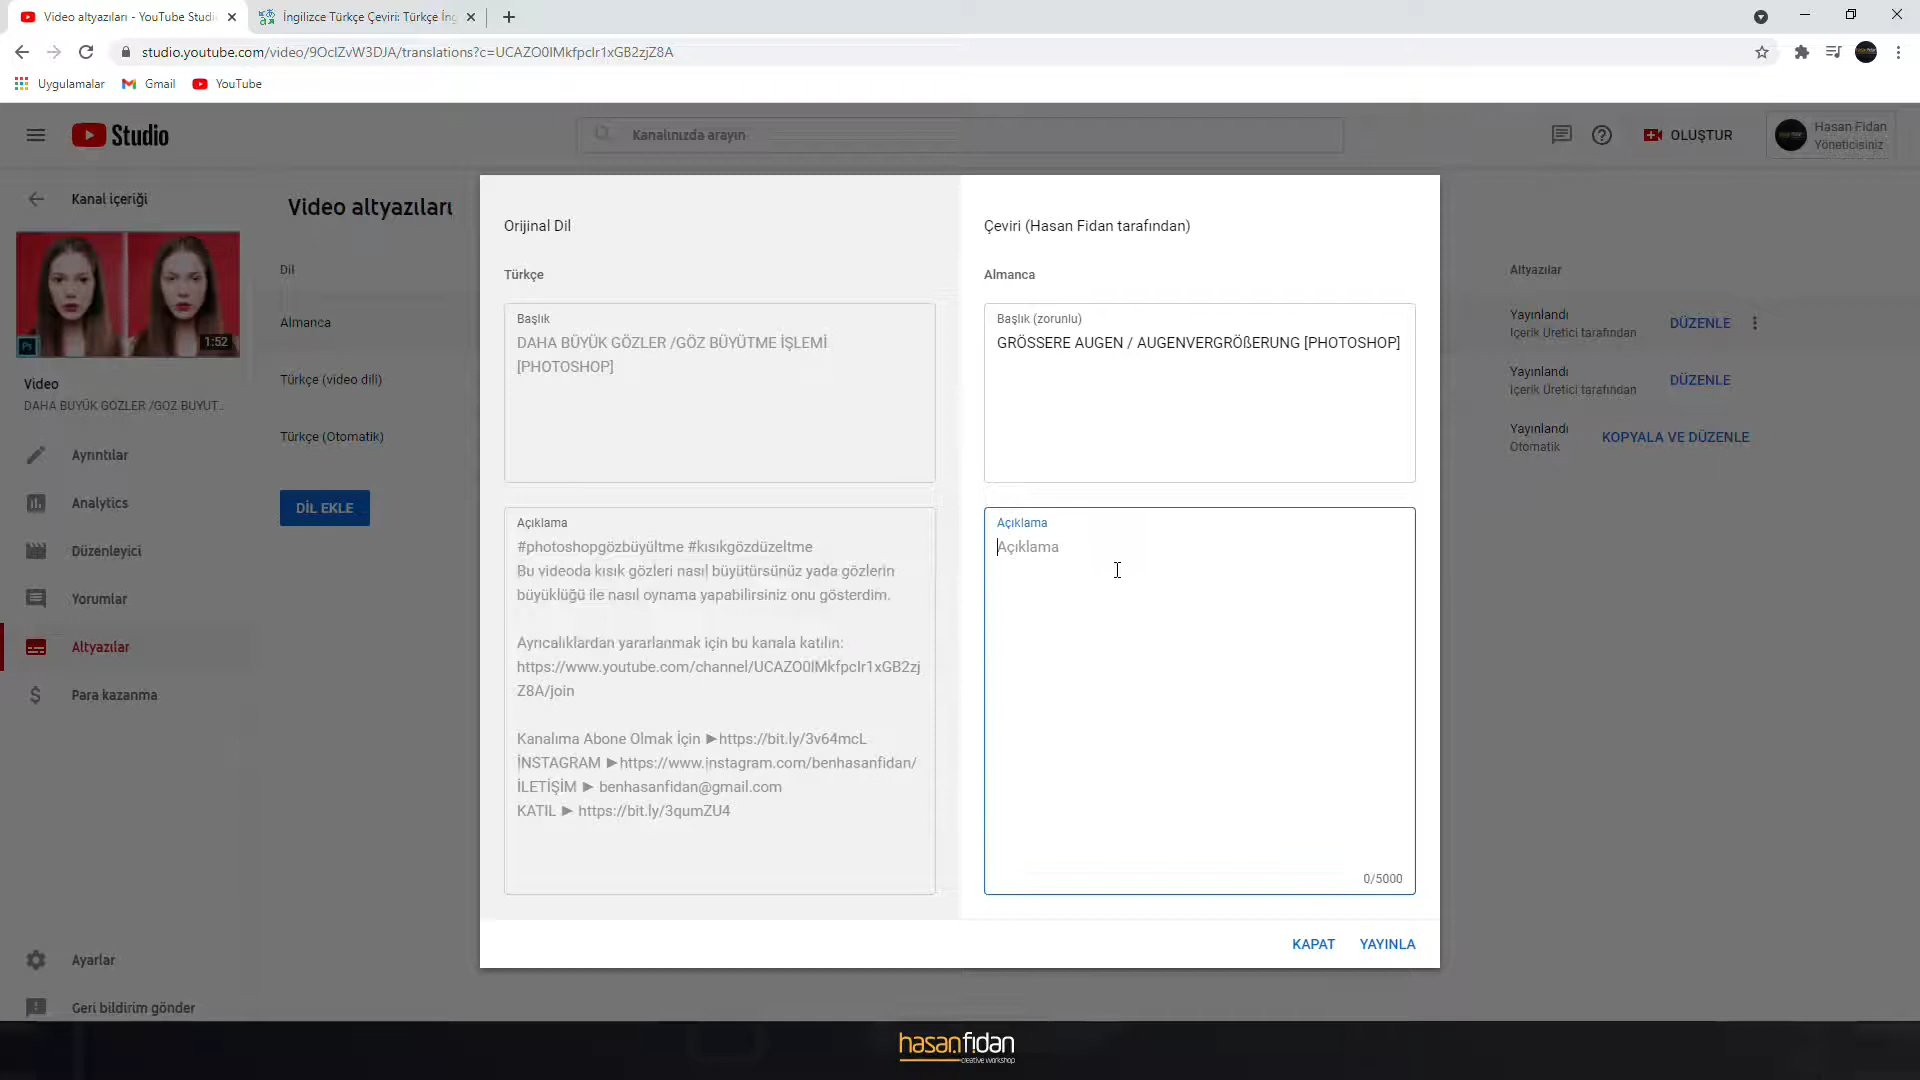 Video altyazıları - YouTube Studi
İngilizce Türkçe Çeviri: Türkçe İng
studio.youtube.com/video/9OclZvW3DJA/translations?c=UCAZO0IMkfpcIr1xGB2zjZ8A
Uygulamalar
Gmail
YouTube
Studio
Kanalınızda arayın
OLUŞTUR
Hasan Fidan
Yöneticisiniz
Kanal içeriği
Ps
1:52
Video
DAHA BÜYÜK GÖZLER /GÖZ BÜYÜT...
Ayrıntılar
Analytics
Düzenleyici
Yorumlar
Altyazılar
Para kazanma
Ayarlar
Geri bildirim gönder
Video altyazıları
Dil
Almanca
Türkçe (video dili)
Türkçe (Otomatik)
DİL EKLE
Orijinal Dil
Türkçe
Başlık
DAHA BÜYÜK GÖZLER /GÖZ BÜYÜTME İŞLEMİ
[PHOTOSHOP]
Açıklama
#photoshopgözbüyültme #kısıkgözdüzeltme
Bu videoda kısık gözleri nasıl büyütürsünüz yada gözlerin
büyüklüğü ile nasıl oynama yapabilirsiniz onu gösterdim.
Ayrıcalıklardan yararlanmak için bu kanala katılın:
https://www.youtube.com/channel/UCAZO0IMkfpcIr1xGB2zj
Z8A/join
Kanalıma Abone Olmak İçin ►https://bit.ly/3v64mcL
İNSTAGRAM ►https://www.instagram.com/benhasanfidan/
İLETİŞİM ► benhasanfidan@gmail.com
KATIL ► https://bit.ly/3qumZU4
Çeviri (Hasan Fidan tarafından)
Almanca
Başlık (zorunlu)
GRÖSSERE AUGEN / AUGENVERGRÖßERUNG [PHOTOSHOP]
Açıklama
Açıklama
0/5000
KAPAT
YAYINLA
Altyazılar
Yayınlandı
İçerik Üretici tarafından
DÜZENLE
Yayınlandı
İçerik Üretici tarafından
DÜZENLE
Yayınlandı
Otomatik
KOPYALA VE DÜZENLE
hasanfidan
creative workshop